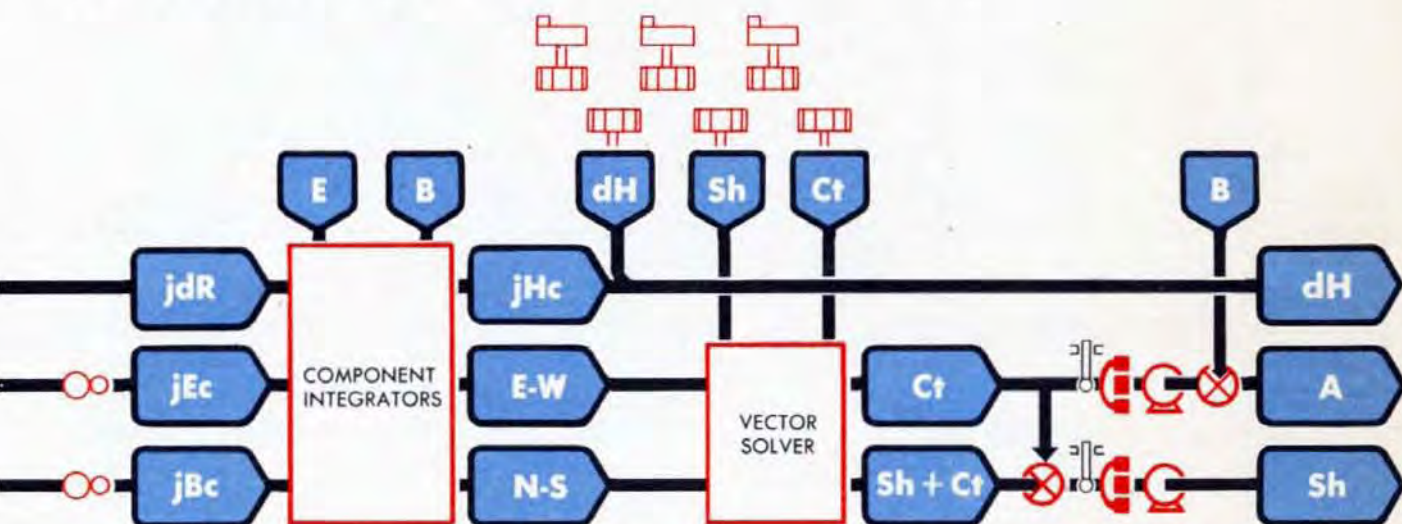 E B dH Sh Ct B
jdR jHc dH
jEc COMPONENT INTEGRATORS E-W VECTOR SOLVER Ct A
jBc N-S Sh + Ct Sh